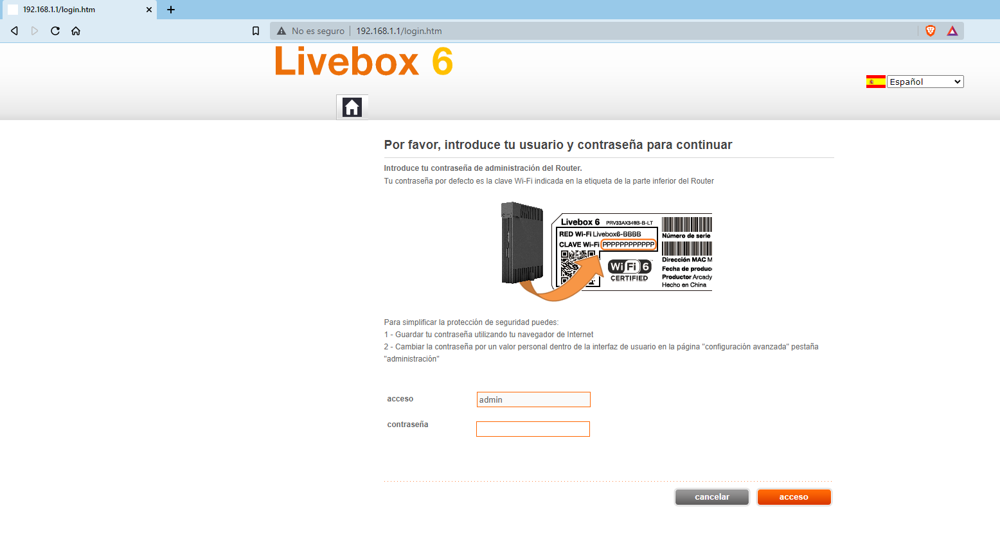 192.168.1.1/login.htm
No es seguro
192.168.1.1/login.htm
Livebox 6
Español
Por favor, introduce tu usuario y contraseña para continuar
Introduce tu contraseña de administración del Router.
Tu contraseña por defecto es la clave Wi-Fi indicada en la etiqueta de la parte inferior del Router
Livebox 6 PRV33AX349B-B-LT
RED Wi-Fi Livebox6-BBBB
CLAVE Wi-Fi PPPPPPPPPPPP
Wi Fi 6
CERTIFIED
Número de serie
Dirección MAC M
Fecha de produc
Productor Arcady
Hecho en China
Para simplificar la protección de seguridad puedes:
1 - Guardar tu contraseña utilizando tu navegador de Internet
2 - Cambiar la contraseña por un valor personal dentro de la interfaz de usuario en la página "configuración avanzada" pestaña
"administración"
acceso
admin
contraseña
cancelar
acceso